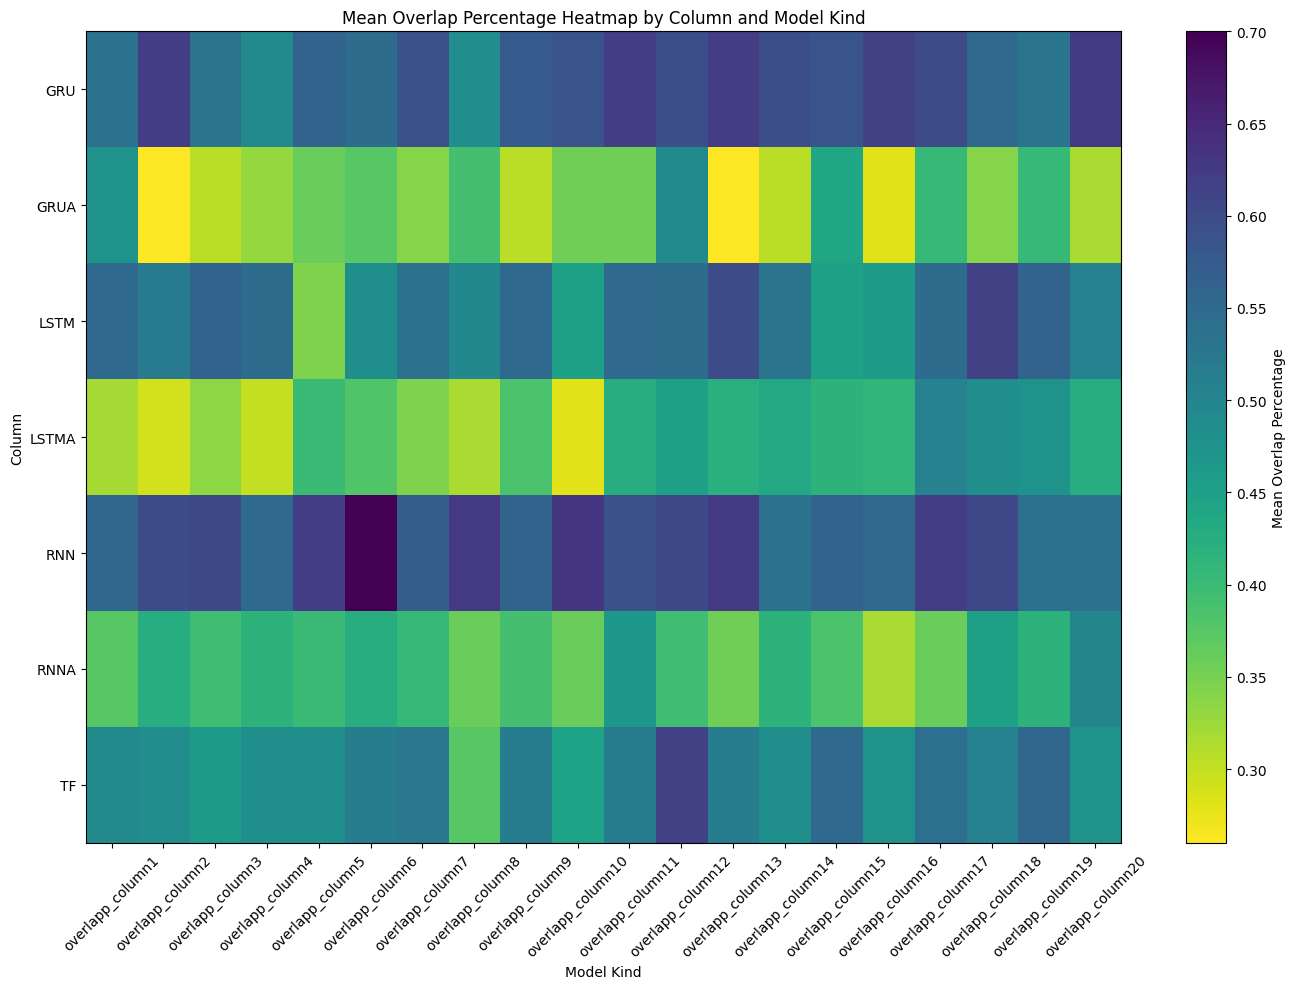 Mean Overlap Percentage Heatmap by Column and Model Kind
GRU
GRUA
LSTM
LSTMA
RNN
RNNA
TF
Column
overlapp_column1
overlapp_column2
overlapp_column3
overlapp_column4
overlapp_column5
overlapp_column6
overlapp_column7
overlapp_column8
overlapp_column9
overlapp_column10
overlapp_column11
overlapp_column12
overlapp_column13
overlapp_column14
overlapp_column15
overlapp_column16
overlapp_column17
overlapp_column18
overlapp_column19
overlapp_column20
Model Kind
0.70
0.65
0.60
0.55
0.50
0.45
0.40
0.35
0.30
Mean Overlap Percentage